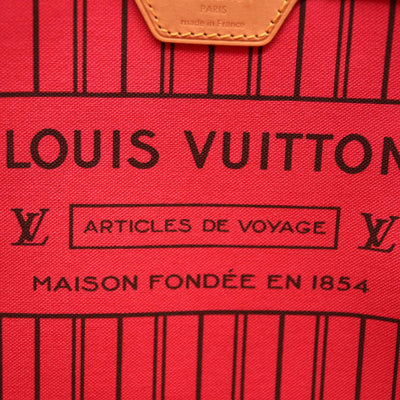 PARIS
made in France
LOUIS VUITTON
LV ARTICLES DE VOYAGE LV
MAISON FONDÉE EN 1854